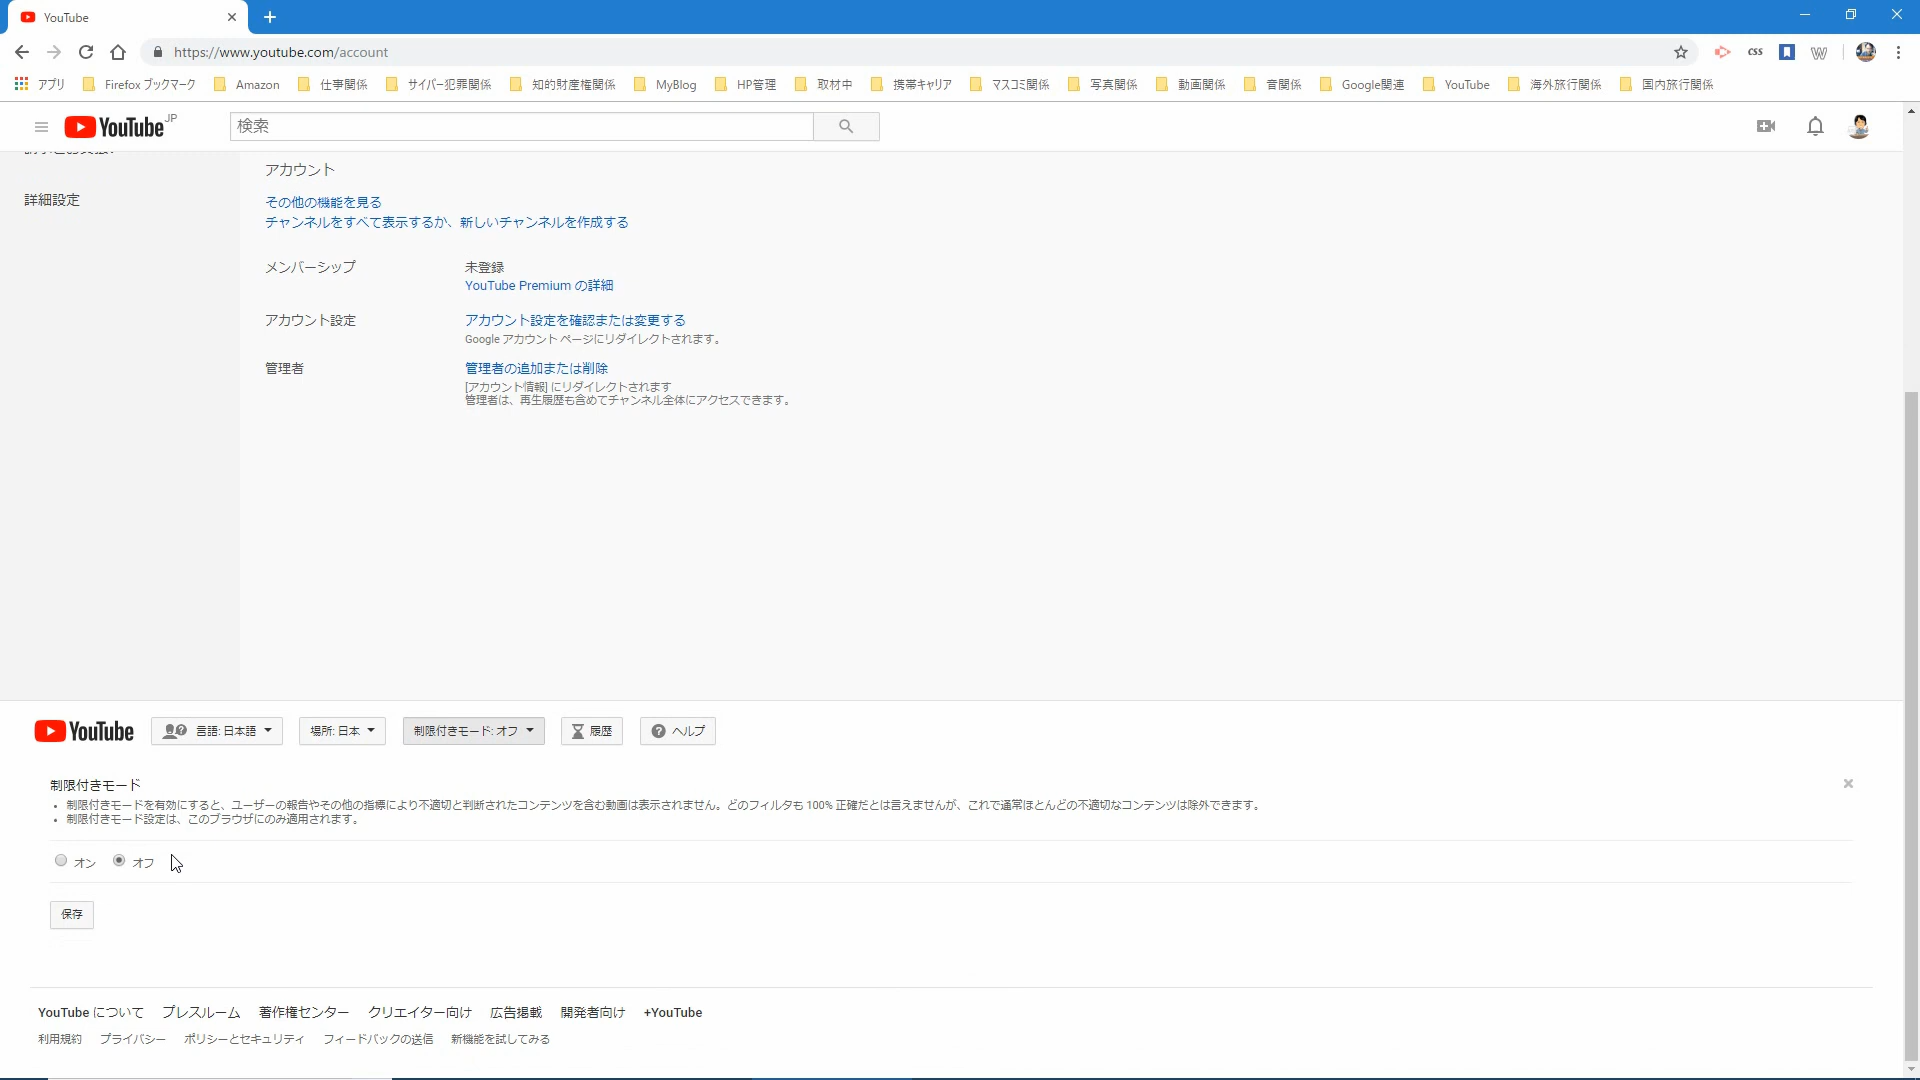 YouTube
https://www.youtube.com/account
css
W
アプリ Firefox ブックマーク Amazon 仕事関係 サイバー犯罪関係 知的財産権関係 MyBlog HP管理 取材中 携帯キャリア マスコミ関係 写真関係 動画関係 音関係 Google関連 YouTube 海外旅行関係 国内旅行関係
YouTube JP
検索
アカウント
詳細設定
その他の機能を見る
チャンネルをすべて表示するか、新しいチャンネルを作成する
メンバーシップ 未登録
YouTube Premium の詳細
アカウント設定 アカウント設定を確認または変更する
Google アカウント ページにリダイレクトされます。
管理者 管理者の追加または削除
[アカウント情報] にリダイレクトされます
管理者は、再生履歴も含めてチャンネル全体にアクセスできます。
YouTube 言語: 日本語 場所: 日本 制限付きモード: オフ 履歴 ヘルプ
制限付きモード
制限付きモードを有効にすると、ユーザーの報告やその他の指標により不適切と判断されたコンテンツを含む動画は表示されません。どのフィルタも 100% 正確だとは言えませんが、これで通常ほとんどの不適切なコンテンツは除外できます。
制限付きモード設定は、このブラウザにのみ適用されます。
オン オフ
保存
YouTube について プレスルーム 著作権センター クリエイター向け 広告掲載 開発者向け +YouTube
利用規約 プライバシー ポリシーとセキュリティ フィードバックの送信 新機能を試してみる